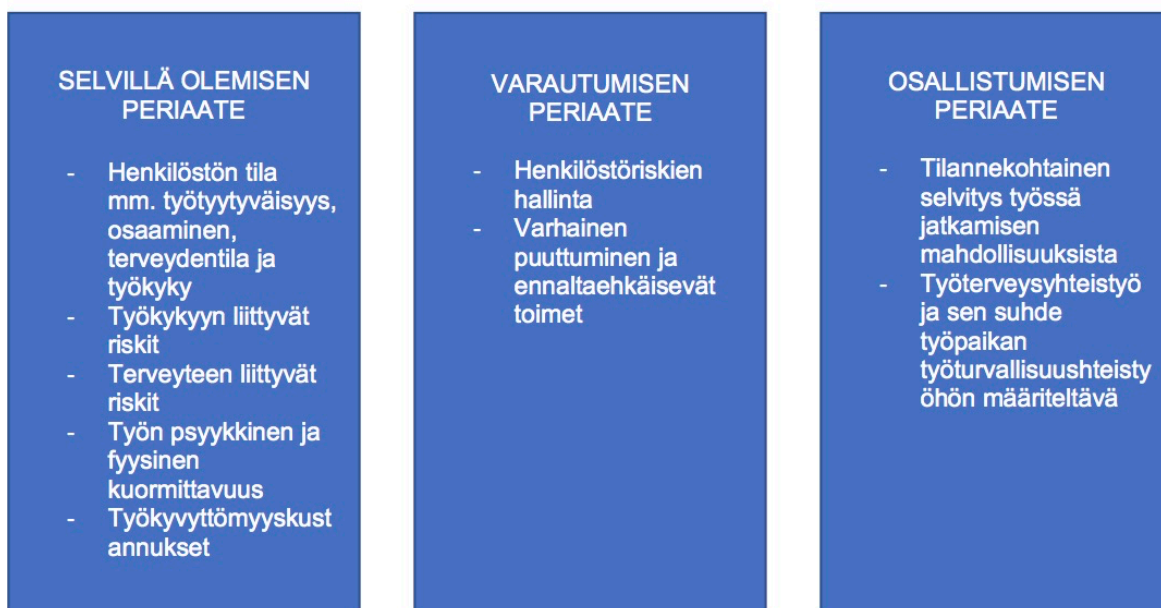 SELVILLÄ OLEMISEN
PERIAATE
- Henkilöstön tila
mm. työtyytyväisyys,
osaaminen,
terveydentila ja
työkyky
- Työkykyyn liittyvät
riskit
- Terveyteen liittyvät
riskit
- Työn psyykkinen ja
fyysinen
kuormittavuus
- Työkyvyttömyyskust
annukset
VARAUTUMISEN
PERIAATE
- Henkilöstöriskien
hallinta
- Varhainen
puuttuminen ja
ennaltaehkäisevät
toimet
OSALLISTUMISEN
PERIAATE
- Tilannekohtainen
selvitys työssä
jatkamisen
mahdollisuuksista
- Työterveysyhteistyö
ja sen suhde
työpaikan
työturvallisuushteisty
öhön määriteltävä